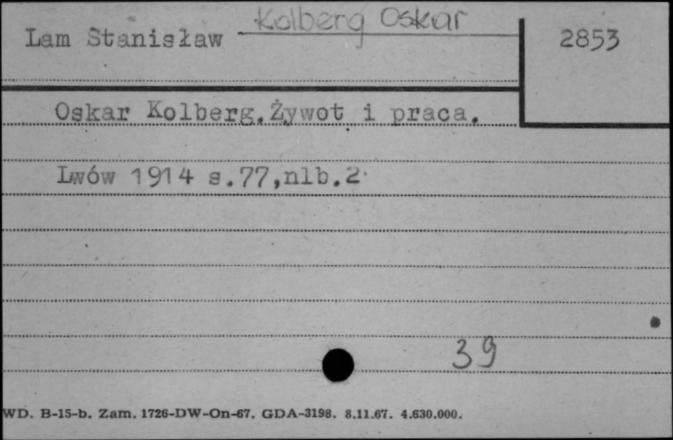 Kolberg Oskar
Lam Stanisław
2853
Oskar Kolberg.Żywot i praca.
Lwów 1914 s.77,nlb.2
39
WD. B-15-b. Zam. 1726-DW-On-67. GDA-3198. 8.11.67. 4.630.000.